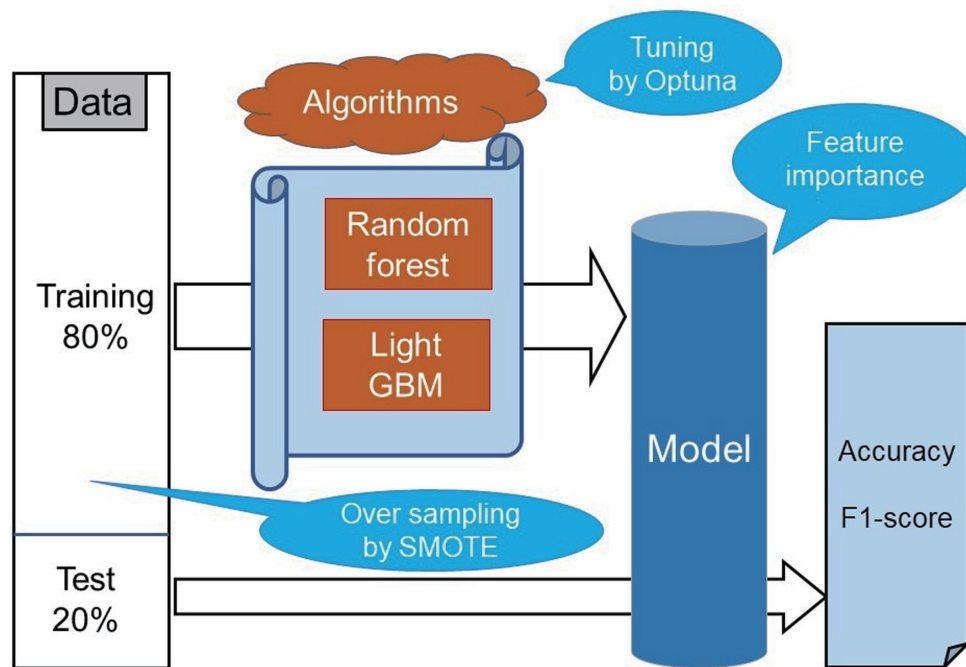 Data
Training
80%
Test
20%
Algorithms
Tuning
by Optuna
Random
forest
Light
GBM
Over sampling
by SMOTE
Feature
importance
Model
Accuracy
F1-score